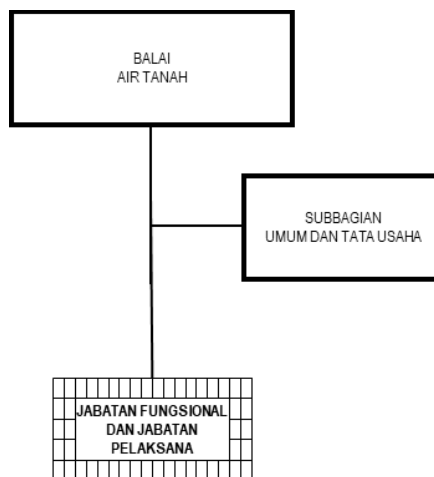 BALAI
AIR TANAH
SUBBAGIAN
UMUM DAN TATA USAHA
JABATAN FUNGSIONAL
DAN JABATAN
PELAKSANA